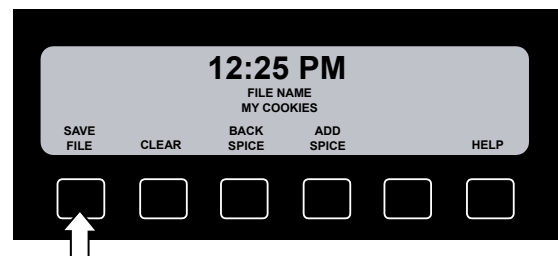 12:25 PM
FILE NAME
MY COOKIES
SAVE FILE
CLEAR
BACK SPICE
ADD SPICE
HELP